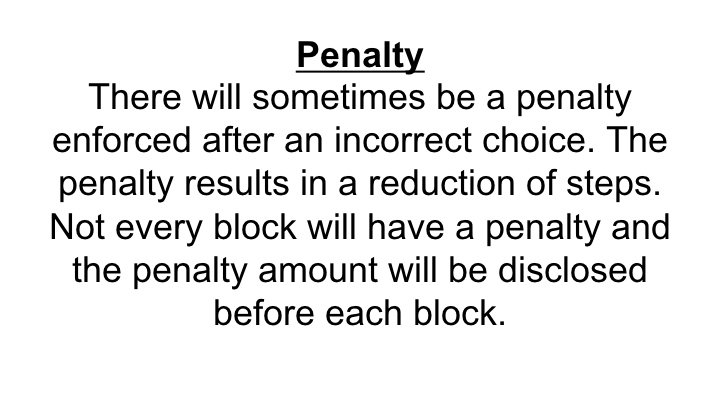 Penalty
There will sometimes be a penalty
enforced after an incorrect choice. The
penalty results in a reduction of steps.
Not every block will have a penalty and
the penalty amount will be disclosed
before each block.